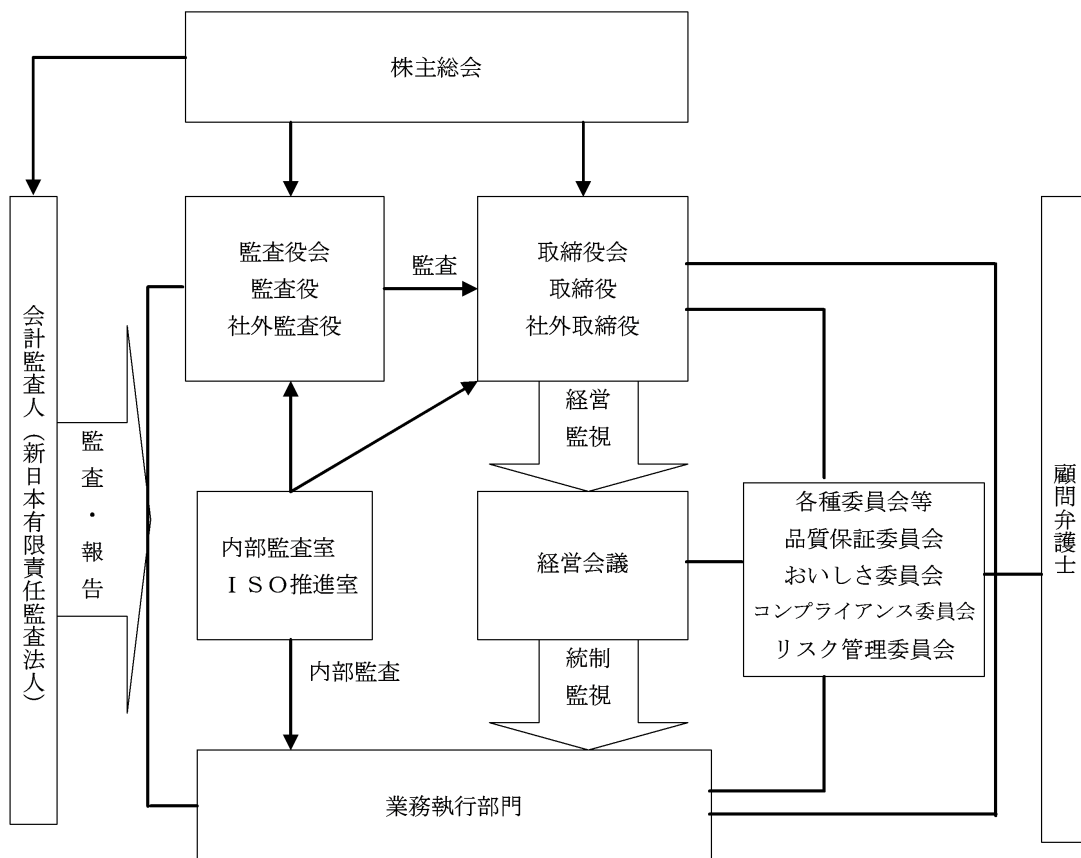 株主総会
監査役会
監査役
社外監査役
監査
取締役会
取締役
社外取締役
会計監査人（新日本有限責任監査法人）
監査・報告
経営
監視
顧問弁護士
内部監査室
ＩＳＯ推進室
経営会議
各種委員会等
品質保証委員会
おいしさ委員会
コンプライアンス委員会
リスク管理委員会
内部監査
統制
監視
業務執行部門